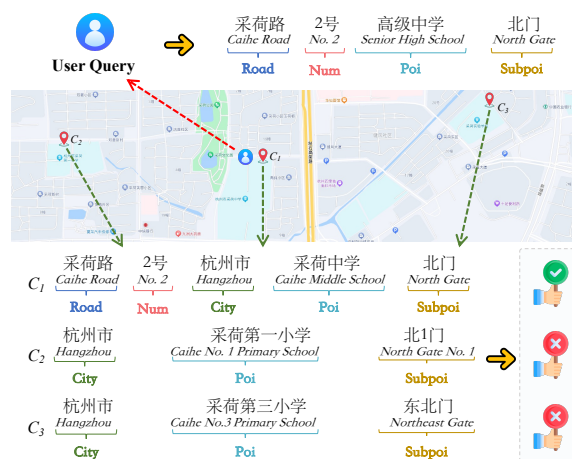 采荷路 2号 高级中学 北门
Caihe Road No. 2 Senior High School North Gate
User Query Road Num Poi Subpoi
C2
C1
C3
采荷路 2号 杭州市 采荷中学 北门
C1 Caihe Road No. 2 Hangzhou Caihe Middle School North Gate
Road Num City Poi Subpoi
杭州市 采荷第一小学 北1门
C2 Hangzhou Caihe No. 1 Primary School North Gate No. 1
City Poi Subpoi
杭州市 采荷第三小学 东北门
C3 Hangzhou Caihe No.3 Primary School Northeast Gate
City Poi Subpoi